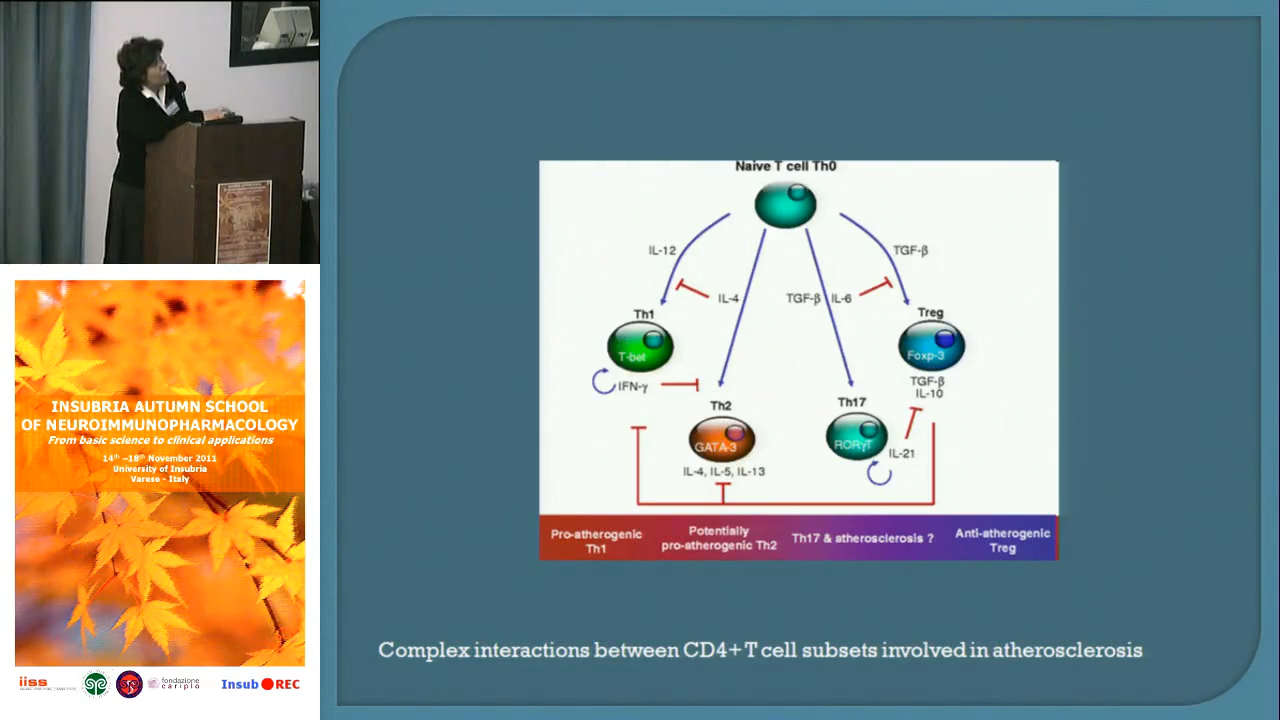 INSUBRIA AUTUMN SCHOOL
OF NEUROIMMUNOPHARMACOLOGY
From basic science to clinical applications
14th –18th November 2011
University of Insubria
Varese - Italy
iiss
fondazione
cariplo
InsubREC
Naive T cell Th0
IL-12
TGF-β
IL-4
TGF-β
IL-6
Th1
Treg
T-bet
Foxp-3
IFN-γ
TGF-β
IL-10
Th2
Th17
GATA-3
RORγT
IL-21
IL-4, IL-5, IL-13
Pro-atherogenic
Th1
Potentially
pro-atherogenic Th2
Th17 & atherosclerosis ?
Anti-atherogenic
Treg
Complex interactions between CD4+T cell subsets involved in atherosclerosis